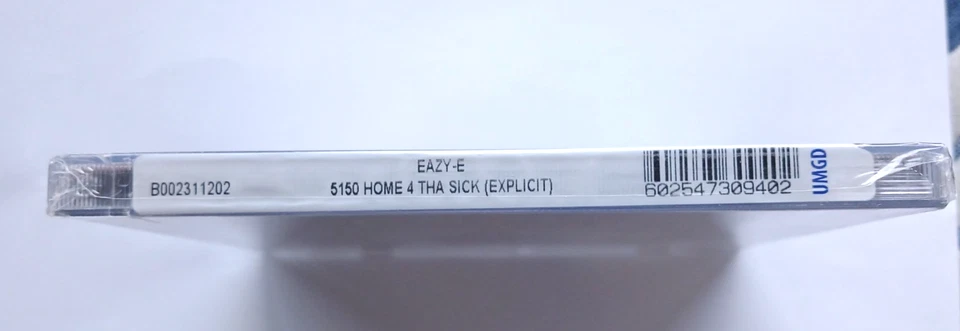 B002311202
EAZY-E
5150 HOME 4 THA SICK (EXPLICIT)
602547309402
UMGD